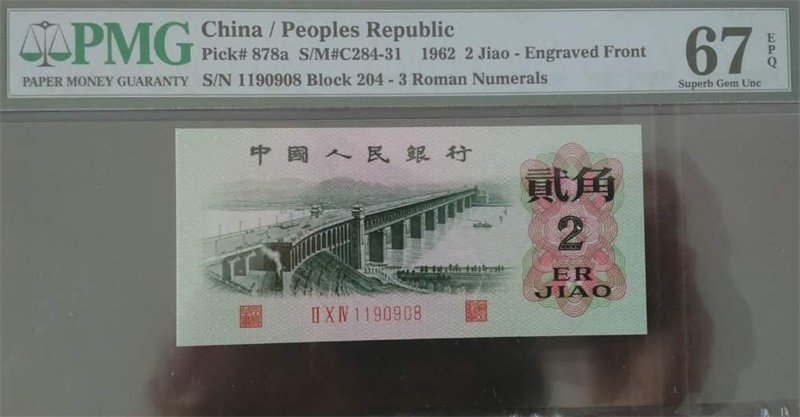 PMG
PAPER MONEY GUARANTY
China / Peoples Republic
Pick# 878a S/M#C284-31 1962 2 Jiao - Engraved Front
S/N 1190908 Block 204 - 3 Roman Numerals
67 EPQ
Superb Gem Unc
中國人民銀行
貳角
2
ER
JIAO
II X IV 1190908